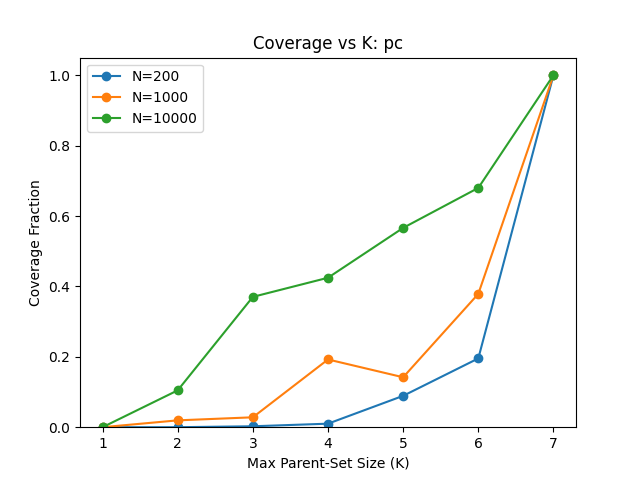 Coverage vs K: pc
N=200
N=1000
N=10000
Coverage Fraction
1.0
0.8
0.6
0.4
0.2
0.0
1 2 3 4 5 6 7
Max Parent-Set Size (K)